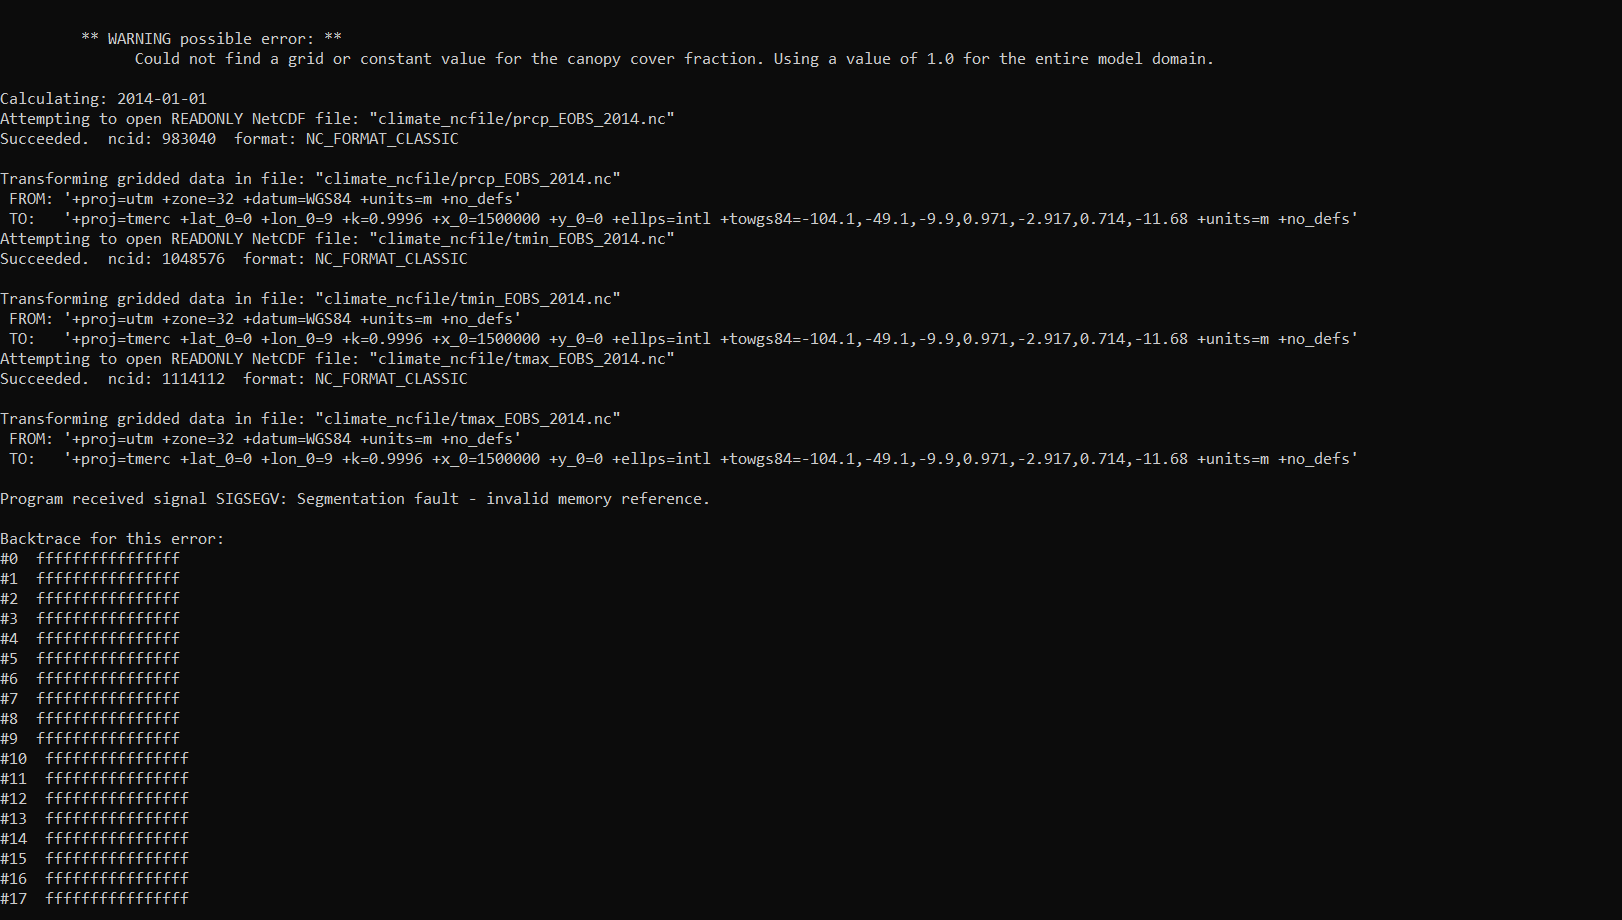 ** WARNING possible error: **
Could not find a grid or constant value for the canopy cover fraction. Using a value of 1.0 for the entire model domain.
Calculating: 2014-01-01
Attempting to open READONLY NetCDF file: "climate_ncfile/prcp_EOBS_2014.nc"
Succeeded.  ncid: 983040  format: NC_FORMAT_CLASSIC
Transforming gridded data in file: "climate_ncfile/prcp_EOBS_2014.nc"
FROM: '+proj=utm +zone=32 +datum=WGS84 +units=m +no_defs'
TO:   '+proj=tmerc +lat_0=0 +lon_0=9 +k=0.9996 +x_0=1500000 +y_0=0 +ellps=intl +towgs84=-104.1,-49.1,-9.9,0.971,-2.917,0.714,-11.68 +units=m +no_defs'
Attempting to open READONLY NetCDF file: "climate_ncfile/tmin_EOBS_2014.nc"
Succeeded.  ncid: 1048576  format: NC_FORMAT_CLASSIC
Transforming gridded data in file: "climate_ncfile/tmin_EOBS_2014.nc"
FROM: '+proj=utm +zone=32 +datum=WGS84 +units=m +no_defs'
TO:   '+proj=tmerc +lat_0=0 +lon_0=9 +k=0.9996 +x_0=1500000 +y_0=0 +ellps=intl +towgs84=-104.1,-49.1,-9.9,0.971,-2.917,0.714,-11.68 +units=m +no_defs'
Attempting to open READONLY NetCDF file: "climate_ncfile/tmax_EOBS_2014.nc"
Succeeded.  ncid: 1114112  format: NC_FORMAT_CLASSIC
Transforming gridded data in file: "climate_ncfile/tmax_EOBS_2014.nc"
FROM: '+proj=utm +zone=32 +datum=WGS84 +units=m +no_defs'
TO:   '+proj=tmerc +lat_0=0 +lon_0=9 +k=0.9996 +x_0=1500000 +y_0=0 +ellps=intl +towgs84=-104.1,-49.1,-9.9,0.971,-2.917,0.714,-11.68 +units=m +no_defs'
Program received signal SIGSEGV: Segmentation fault - invalid memory reference.
Backtrace for this error:
#0  ffffffffffffffff
#1  ffffffffffffffff
#2  ffffffffffffffff
#3  ffffffffffffffff
#4  ffffffffffffffff
#5  ffffffffffffffff
#6  ffffffffffffffff
#7  ffffffffffffffff
#8  ffffffffffffffff
#9  ffffffffffffffff
#10  ffffffffffffffff
#11  ffffffffffffffff
#12  ffffffffffffffff
#13  ffffffffffffffff
#14  ffffffffffffffff
#15  ffffffffffffffff
#16  ffffffffffffffff
#17  ffffffffffffffff